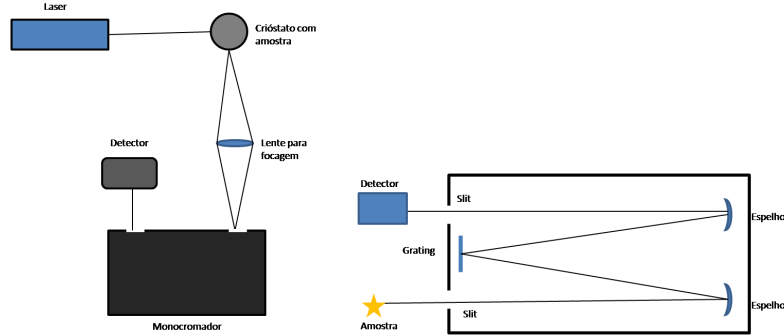 Laser
Crióstato com
amostra
Detector
Lente para
focagem
Monocromador
Detector
Slit
Espelho
Grating
Espelho
Slit
Amostra